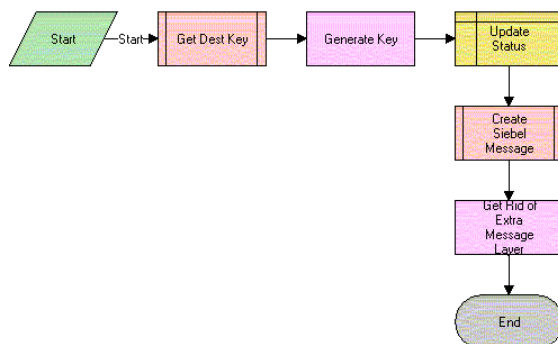 Start
Start
Get Dest Key
Generate Key
Update
Status
Create
Siebel
Message
Get Rid of
Extra
Message
Layer
End